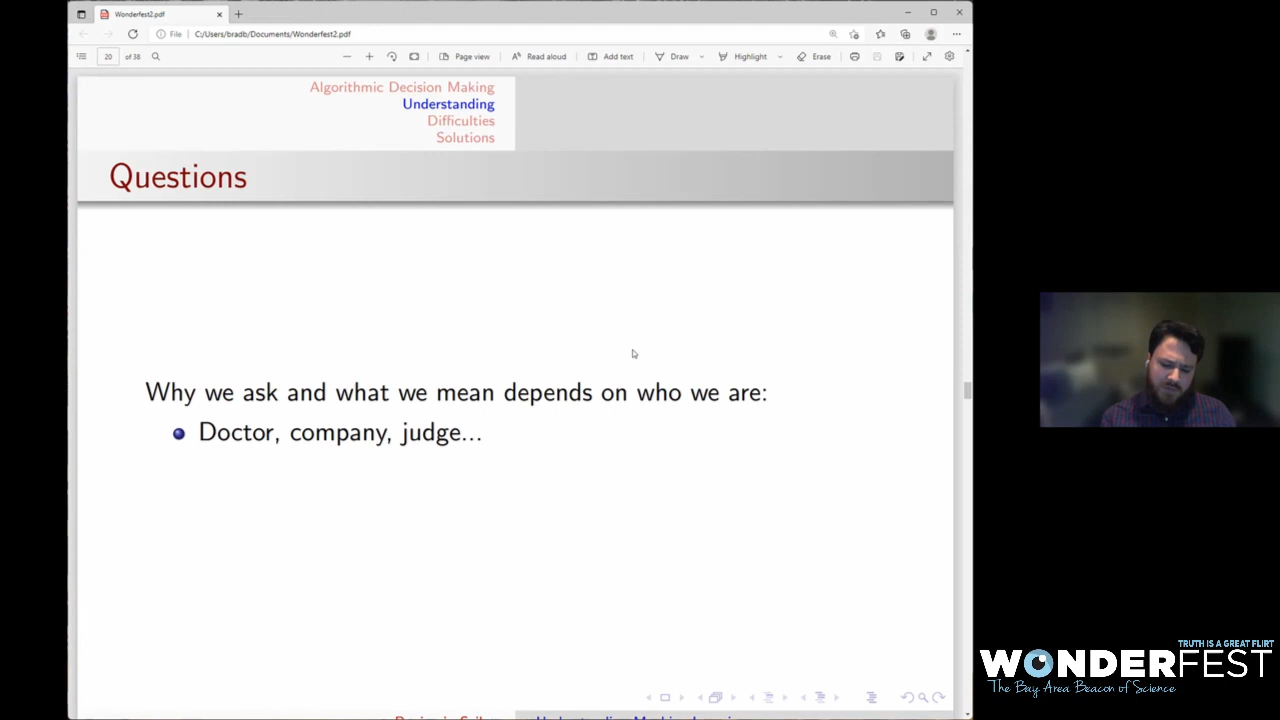 Wonderfest2.pdf
File
C:/Users/bradb/Documents/Wonderfest2.pdf
20 of 38
Page view
Read aloud
Add text
Draw
Highlight
Erase
Algorithmic Decision Making
Understanding
Difficulties
Solutions
Questions
Why we ask and what we mean depends on who we are:
Doctor, company, judge...
TRUTH IS A GREAT FLIRT
WONDERFEST
The Bay Area Beacon of Science